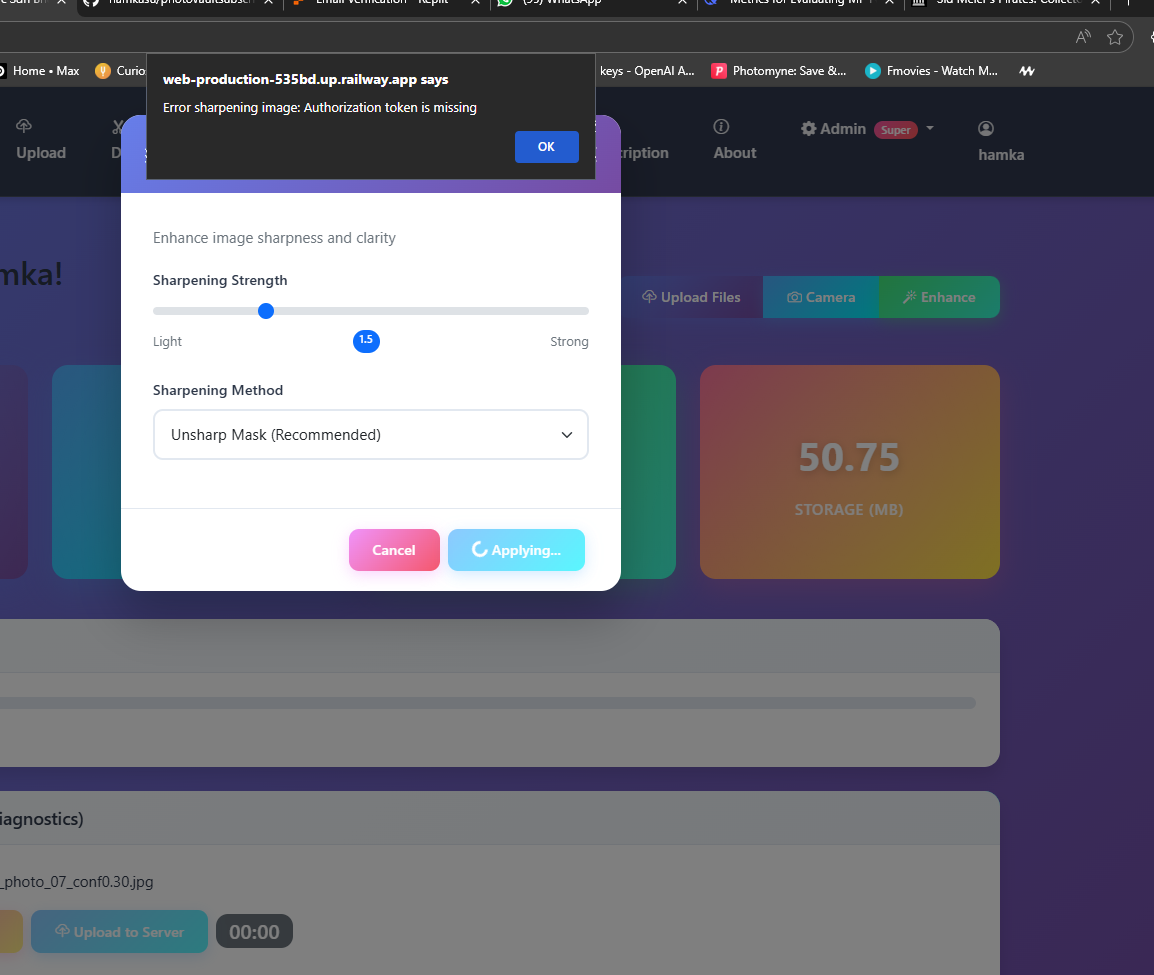 hamkasu/photovaultsubscr
Email Verification - Replit
(99) WhatsApp
Metrics for Evaluating
Sid Meier's Pirates: Collect
Home • Max
Curio
keys - OpenAI A...
Photomyne: Save &...
Fmovies - Watch M...
web-production-535bd.up.railway.app says
Error sharpening image: Authorization token is missing
OK
Upload
D
cription
About
Admin Super
hamka
Enhance image sharpness and clarity
mka!
Sharpening Strength
Upload Files
Camera
Enhance
Light
1.5
Strong
Sharpening Method
Unsharp Mask (Recommended)
50.75
STORAGE (MB)
Cancel
Applying...
iagnostics)
_photo_07_conf0.30.jpg
Upload to Server
00:00